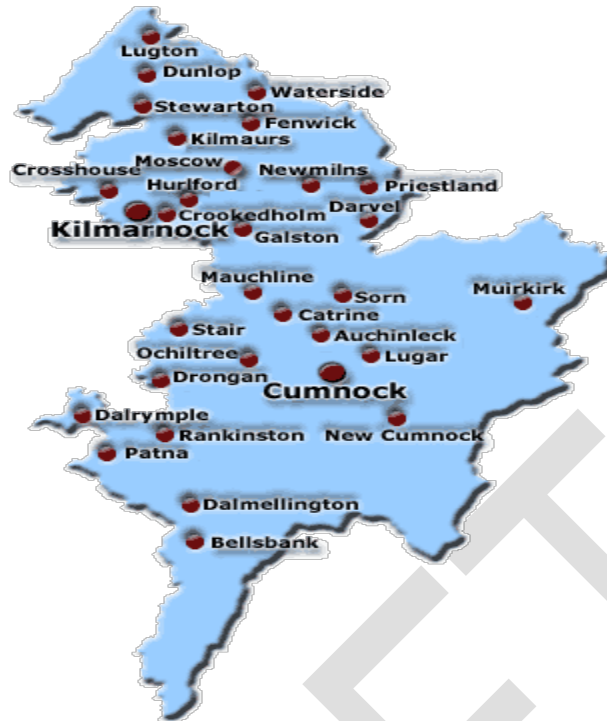 Lugton
Dunlop
Waterside
Stewarton
Fenwick
Kilmaurs
Moscow
Newmilns
Crosshouse
Hurlford
Priestland
Darvel
Crookedholm
Kilmarnock
Galston
Mauchline
Sorn
Muirkirk
Catrine
Stair
Auchinleck
Ochiltree
Lugar
Drongan
Cumnock
Dalrymple
Rankinston
New Cumnock
Patna
Dalmellington
Bellsbank